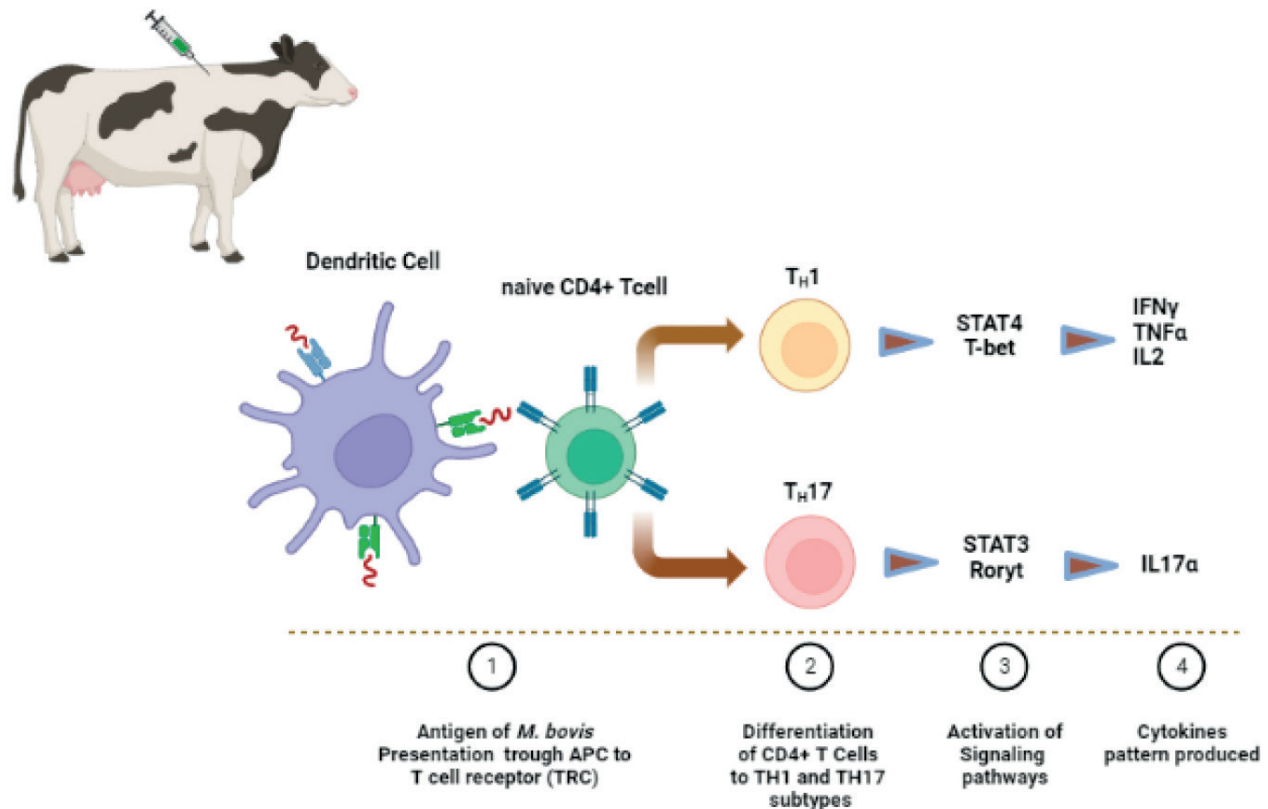 Dendritic Cell
naive CD4+ Tcell
TH1
STAT4
T-bet
IFNγ
TNFα
IL2
TH17
STAT3
Roryt
IL17α
1
2
3
4
Antigen of M. bovis
Presentation trough APC to
T cell receptor (TRC)
Differentiation
of CD4+ T Cells
to TH1 and TH17
subtypes
Activation of
Signaling
pathways
Cytokines
pattern produced